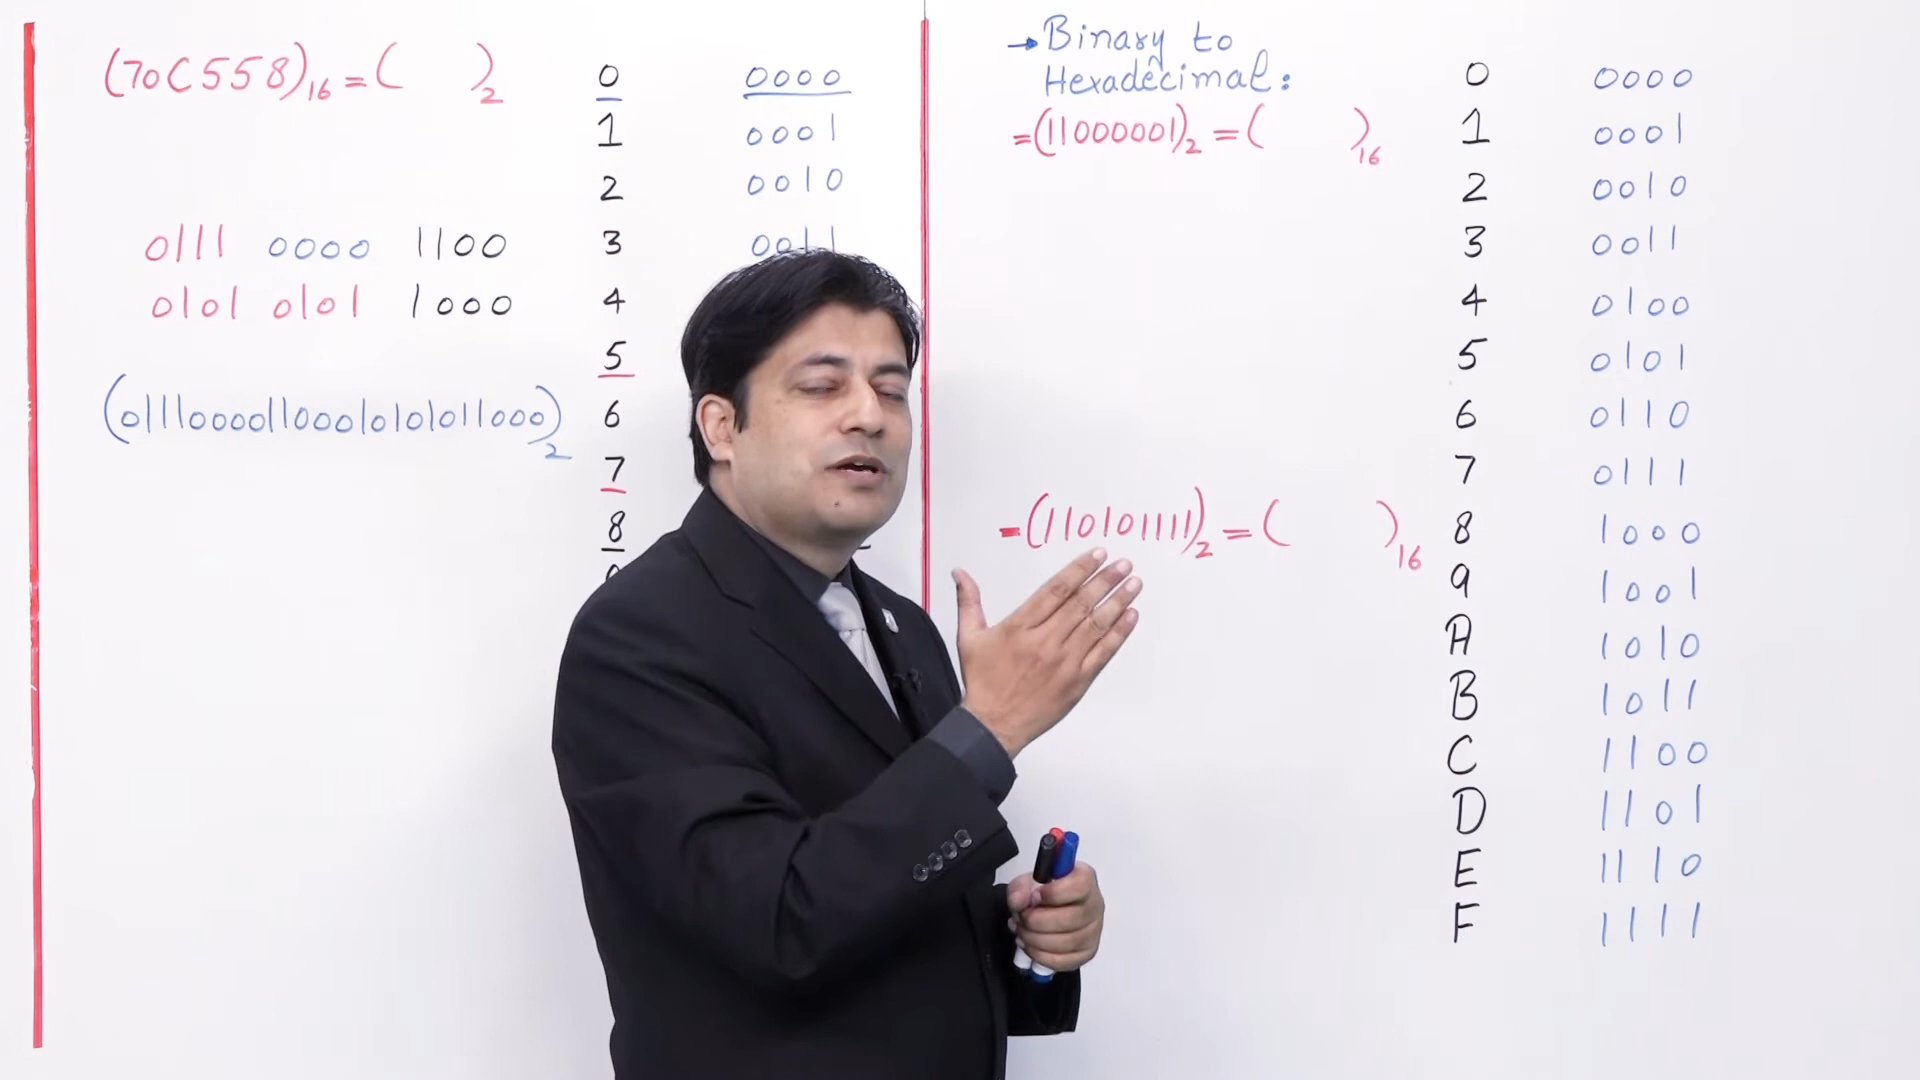 (70C558)16 = ( )2
0111 0000 1100
0101 0101 1000
(011100001100010101011000)2
0 0000
1 0001
2 0010
3 0011
4
5
6
7
8
→ Binary to
Hexadecimal:
=(11000001)2 = ( )16
=(110101111)2 = ( )16
0 0000
1 0001
2 0010
3 0011
4 0100
5 0101
6 0110
7 0111
8 1000
9 1001
A 1010
B 1011
C 1100
D 1101
E 1110
F 1111